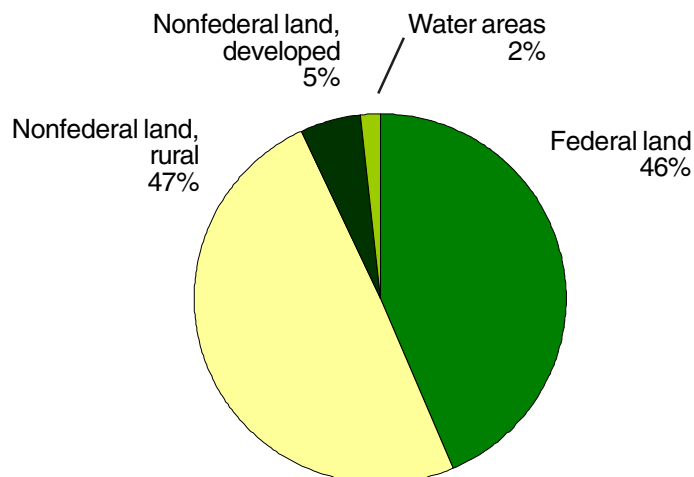 Nonfederal land,
developed
5%
Water areas
2%
Nonfederal land,
rural
47%
Federal land
46%